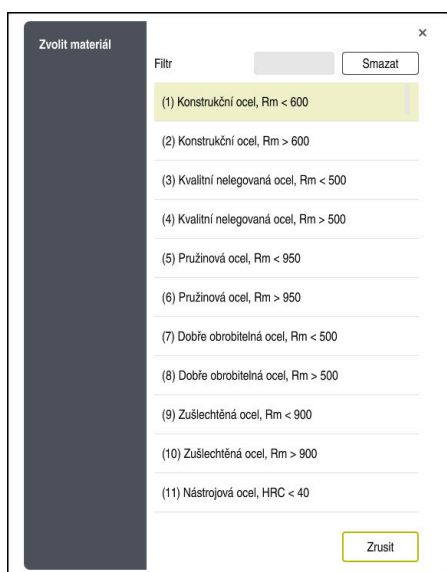 Zvolit materiál
×
Filtr
Smazat
(1) Konstrukční ocel, Rm < 600
(2) Konstrukční ocel, Rm > 600
(3) Kvalitní nelegovaná ocel, Rm < 500
(4) Kvalitní nelegovaná ocel, Rm > 500
(5) Pružinová ocel, Rm < 950
(6) Pružinová ocel, Rm > 950
(7) Dobře obrobitelná ocel, Rm < 500
(8) Dobře obrobitelná ocel, Rm > 500
(9) Zušlechtěná ocel, Rm < 900
(10) Zušlechtěná ocel, Rm > 900
(11) Nástrojová ocel, HRC < 40
Zrusit